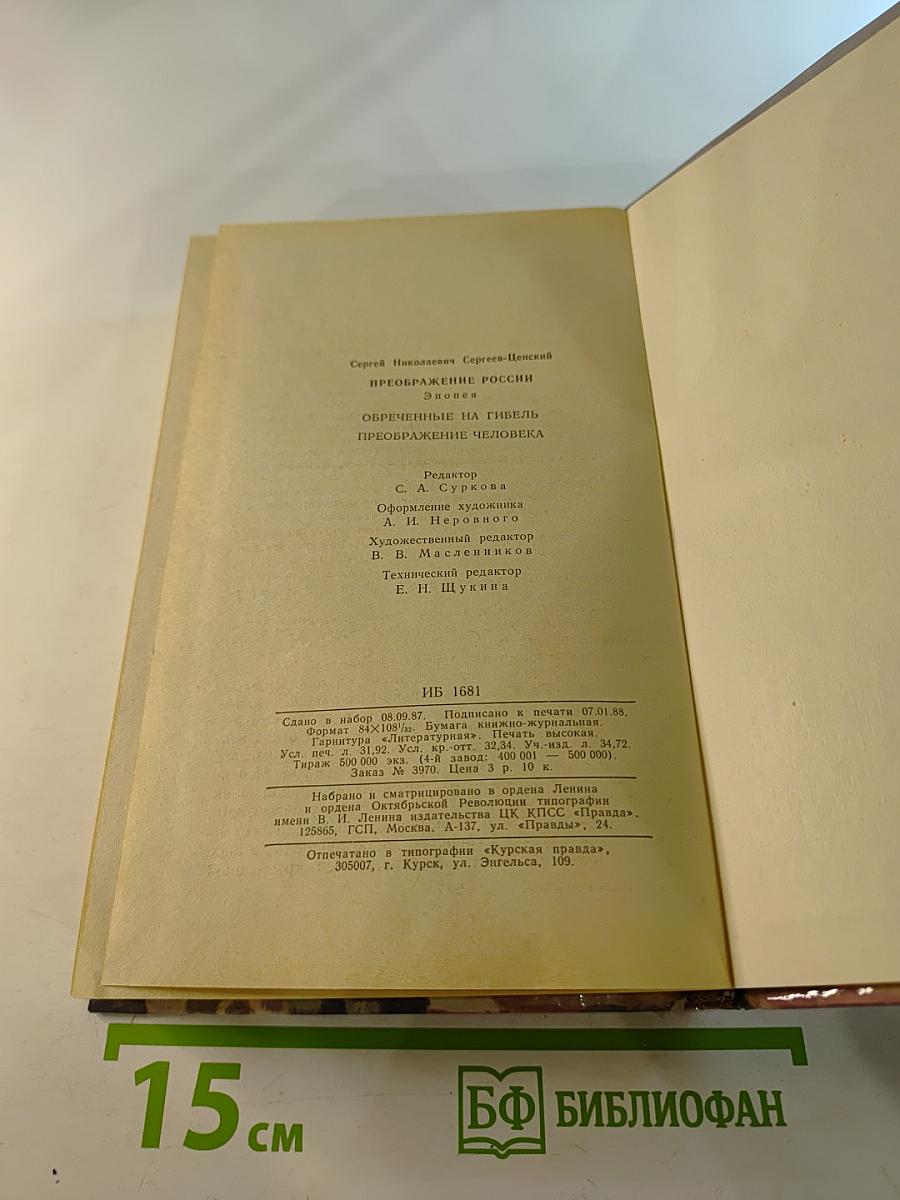 Сергей Николаевич Сергеев-Ценский
ПРЕОБРАЖЕНИЕ РОССИИ
Эпопея
ОБРЕЧЕННЫЕ НА ГИБЕЛЬ
ПРЕОБРАЖЕНИЕ ЧЕЛОВЕКА
Редактор
С. А. Суркова
Оформление художника
А. И. Неровного
Художественный редактор
В. В. Масленников
Технический редактор
Е. Н. Щукина
ИБ 1681
Сдано в набор 08.09.87. Подписано к печати 07.01.88.
Формат 84×108¹/₃₂. Бумага книжно-журнальная.
Гарнитура «Литературная». Печать высокая.
Усл. печ. л. 31,92. Усл. кр.-отт. 32,34. Уч.-изд. л. 34,72.
Тираж 500 000 экз. (4-й завод: 400 001 — 500 000).
Заказ № 3970. Цена 3 р. 10 к.
Набрано и сматрицировано в ордена Ленина
и ордена Октябрьской Революции типографии
имени В. И. Ленина издательства ЦК КПСС «Правда».
125865, ГСП, Москва, А-137, ул. «Правды», 24.
Отпечатано в типографии «Курская правда»,
305007, г. Курск, ул. Энгельса, 109.
15 см
БФ БИБЛИОФАН